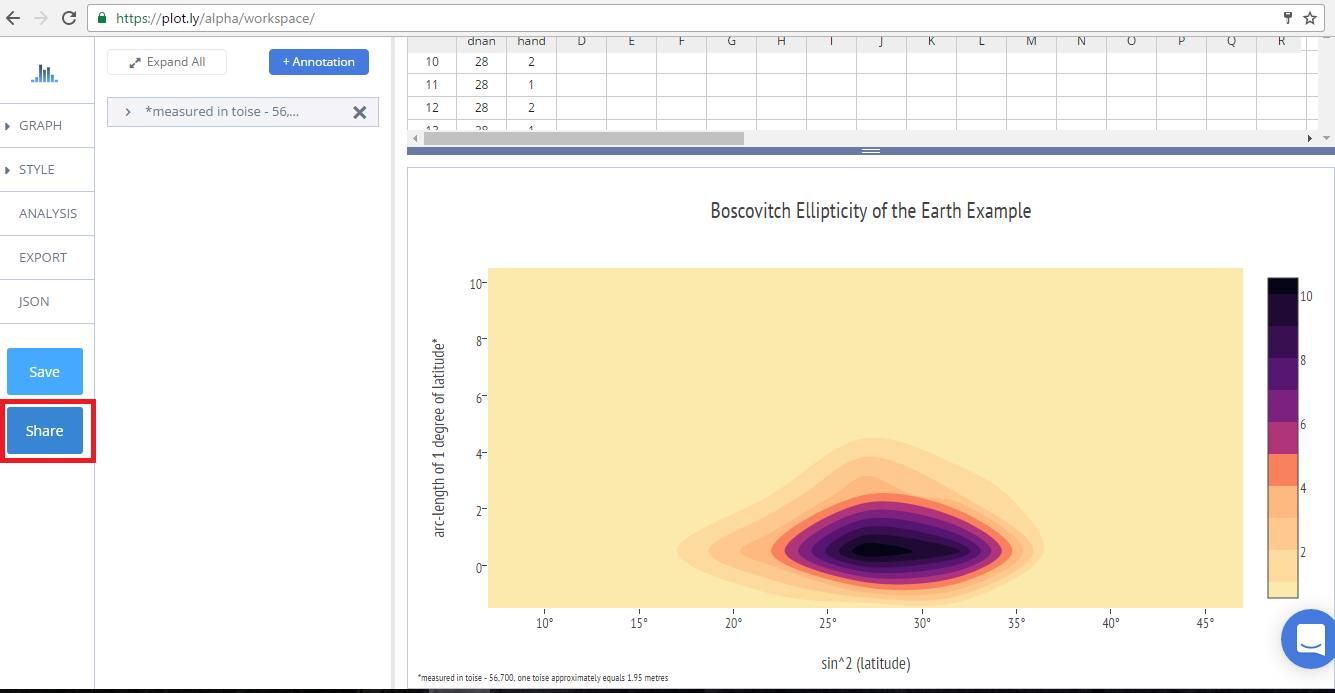 https://plot.ly/alpha/workspace/
GRAPH
STYLE
ANALYSIS
EXPORT
JSON
Save
Share
Expand All
+ Annotation
*measured in toise - 56,...
dnan hand D E F G H I J K L M N O P Q R
10 28 2
11 28 1
12 28 2
13 28 1
Boscovitch Ellipticity of the Earth Example
arc-length of 1 degree of latitude*
10
8
6
4
2
0
10° 15° 20° 25° 30° 35° 40° 45°
sin^2 (latitude)
10
8
6
4
2
*measured in toise - 56,700, one toise approximately equals 1.95 metres